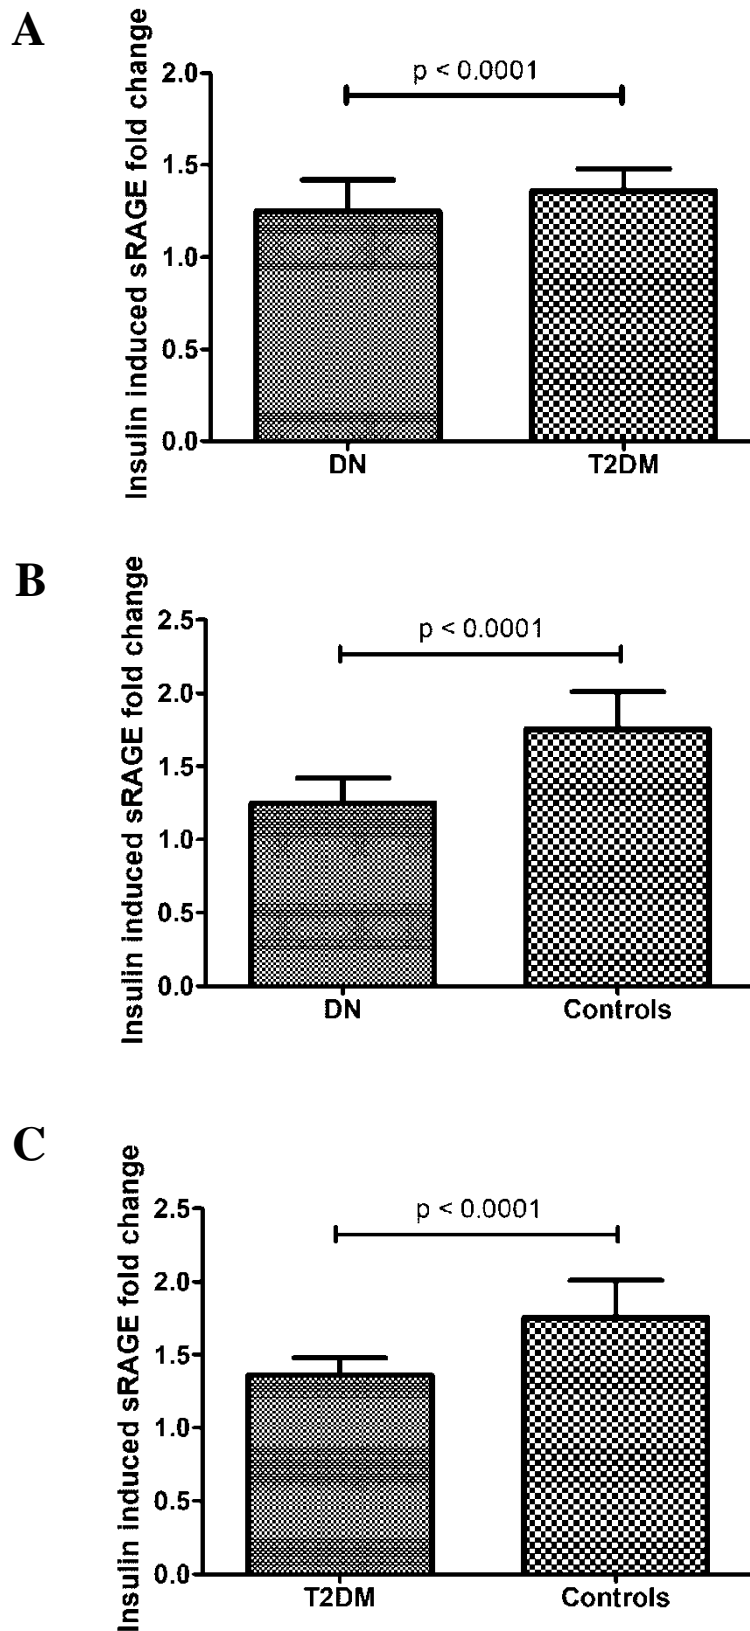 A
Insulin induced sRAGE fold change
p < 0.0001
2.0
1.5
1.0
0.5
0.0
DN T2DM
B
Insulin induced sRAGE fold change
p < 0.0001
2.5
2.0
1.5
1.0
0.5
0.0
DN Controls
C
Insulin induced sRAGE fold change
p < 0.0001
2.5
2.0
1.5
1.0
0.5
0.0
T2DM Controls